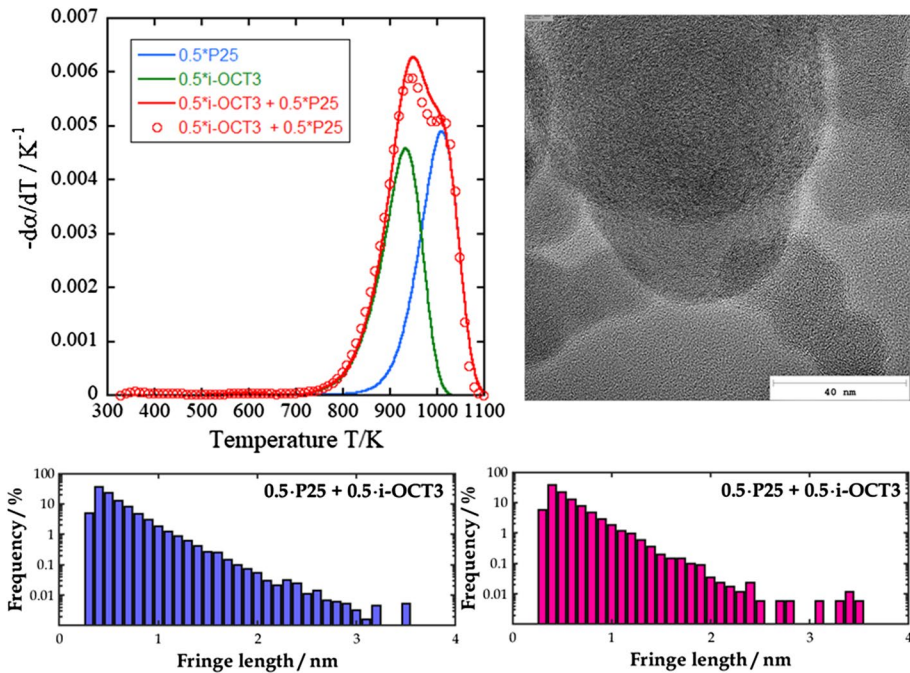 0.007
0.006
0.005
0.004
0.003
0.002
0.001
0
-dα/dT / K⁻¹
0.5*P25
0.5*i-OCT3
0.5*i-OCT3 + 0.5*P25
0.5*i-OCT3 + 0.5*P25
300 400 500 600 700 800 900 1000 1100
Temperature T/K
40 nm
100
10
1
0.1
0.01
Frequency / %
0.5·P25 + 0.5·i-OCT3
0 1 2 3 4
Fringe length / nm
100
10
1
0.1
0.01
Frequency / %
0.5·P25 + 0.5·i-OCT3
0 1 2 3 4
Fringe length / nm